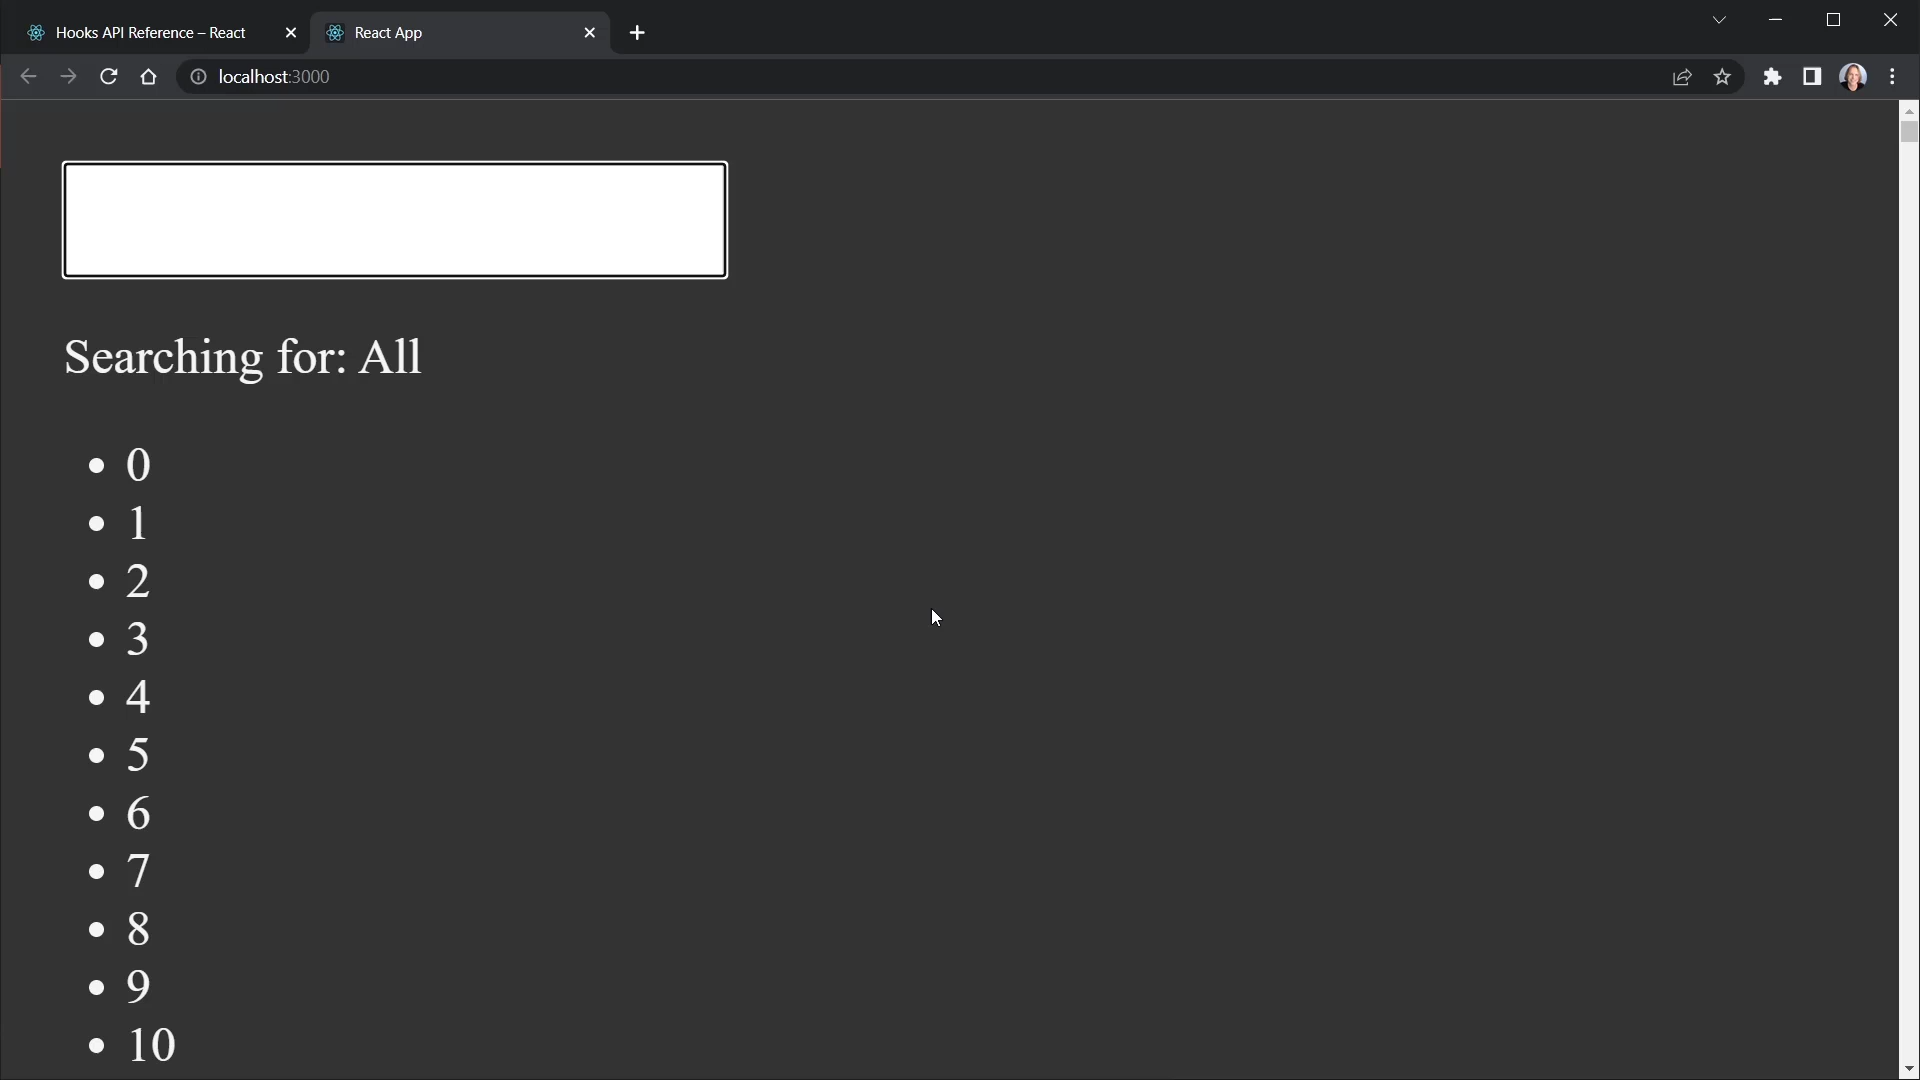 Hooks API Reference – React
React App
localhost:3000
Searching for: All
0
1
2
3
4
5
6
7
8
9
10